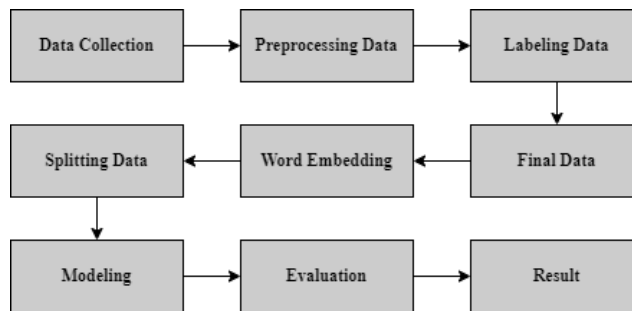 Data Collection
Preprocessing Data
Labeling Data
Splitting Data
Word Embedding
Final Data
Modeling
Evaluation
Result